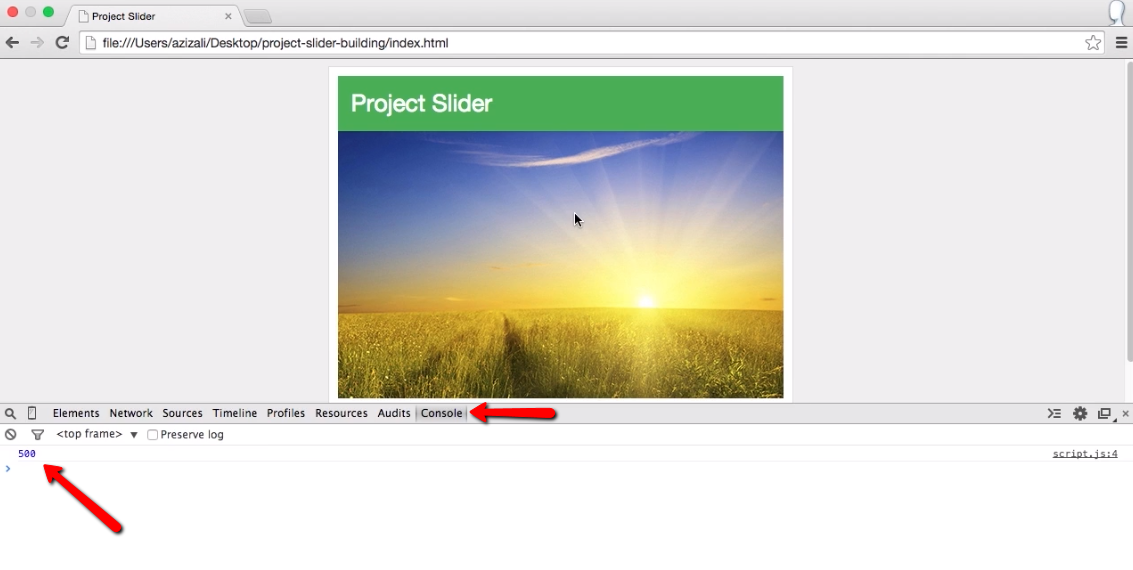 Project Slider
file:///Users/azizali/Desktop/project-slider-building/index.html
Project Slider
Elements Network Sources Timeline Profiles Resources Audits Console
<top frame> Preserve log
500 script.js:4